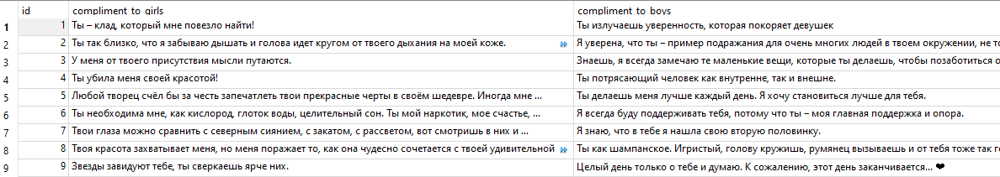 id compliment_to_girls compliment_to_boys
1 1 Ты – клад, который мне повезло найти! Ты излучаешь уверенность, которая покоряет девушек
2 2 Ты так близко, что я забываю дышать и голова идет кругом от твоего дыхания на моей коже. Я уверена, что ты – пример подражания для очень многих людей в твоем окружении, не
3 3 У меня от твоего присутствия мысли путаются. Знаешь, я всегда замечаю те маленькие вещи, которые ты делаешь, чтобы позаботиться
4 4 Ты убила меня своей красотой! Ты потрясающий человек как внутренне, так и внешне.
5 5 Любой творец счёл бы за честь запечатлеть твои прекрасные черты в своём шедевре. Иногда мне ... Ты делаешь меня лучше каждый день. Я хочу становиться лучше для тебя.
6 6 Ты необходима мне, как кислород, глоток воды, целительный сон. Ты мой наркотик, мое счастье, ... Я всегда буду поддерживать тебя, потому что ты – моя главная поддержка и опора.
7 7 Твои глаза можно сравнить с северным сиянием, с закатом, с рассветом, вот смотришь в них и ... Я знаю, что в тебе я нашла свою вторую половинку.
8 8 Твоя красота захватывает меня, но меня поражает то, как она чудесно сочетается с твоей удивительной Ты как шампанское. Игристый, голову кружишь, румянец вызываешь и от тебя тоже так
9 9 Звезды завидуют тебе, ты сверкаешь ярче них. Целый день только о тебе и думаю. К сожалению, этот день заканчивается... ❤